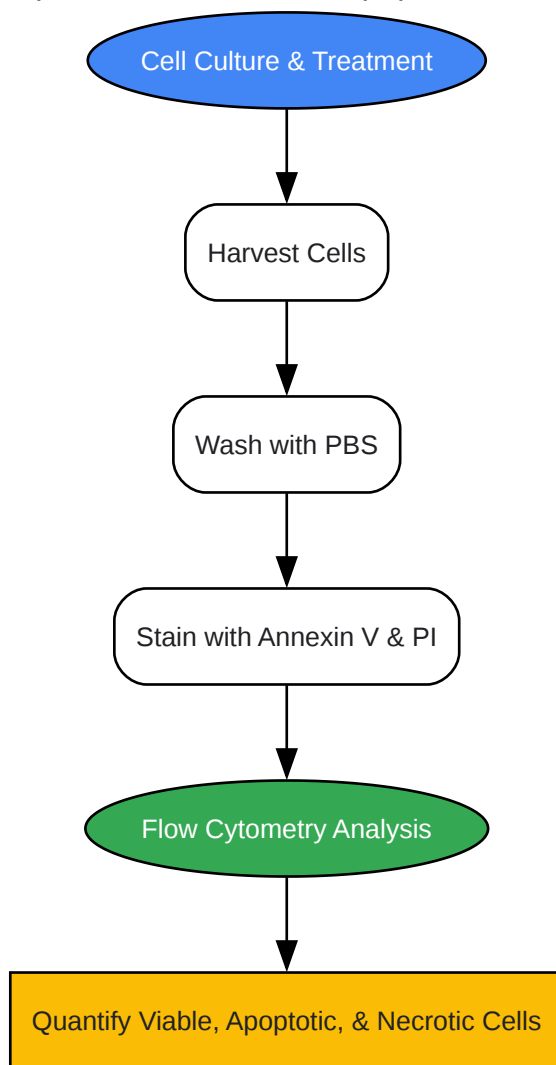 Cell Culture & Treatment
Harvest Cells
Wash with PBS
Stain with Annexin V & PI
Flow Cytometry Analysis
Quantify Viable, Apoptotic, & Necrotic Cells